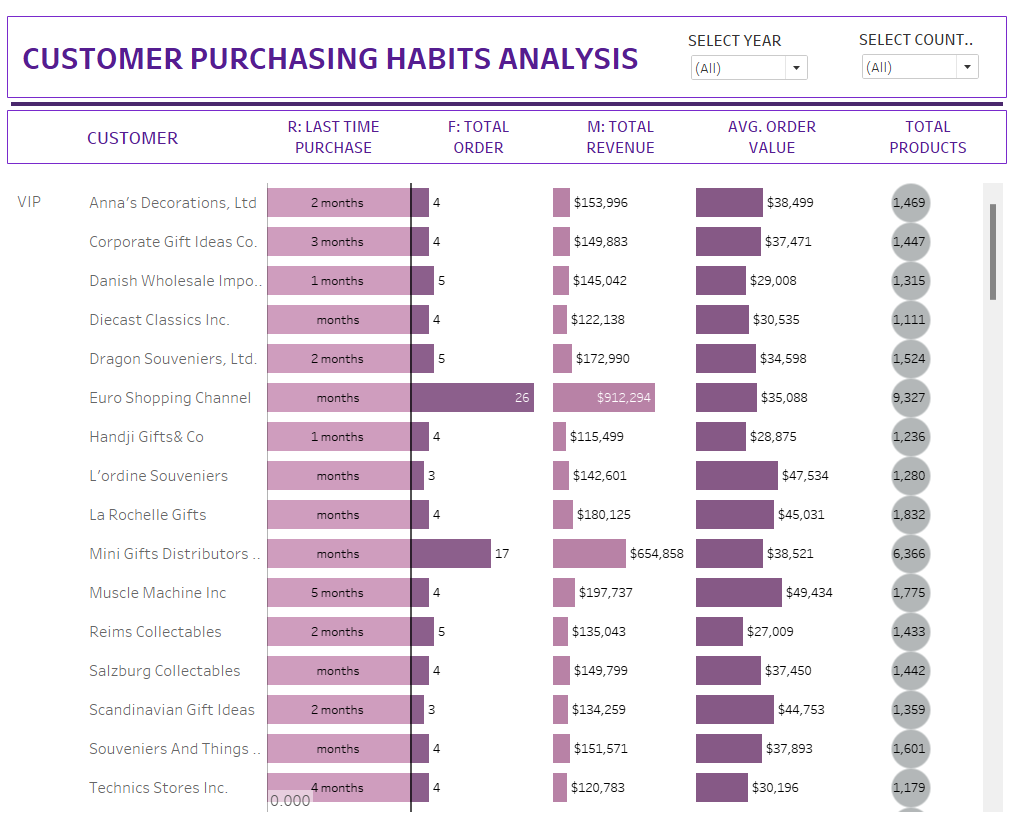 CUSTOMER PURCHASING HABITS ANALYSIS
SELECT YEAR
(All)
SELECT COUNT..
(All)
CUSTOMER
R: LAST TIME
PURCHASE
F: TOTAL
ORDER
M: TOTAL
REVENUE
AVG. ORDER
VALUE
TOTAL
PRODUCTS
VIP Anna's Decorations, Ltd 2 months 4 $153,996 $38,499 1,469
Corporate Gift Ideas Co. 3 months 4 $149,883 $37,471 1,447
Danish Wholesale Impo.. 1 months 5 $145,042 $29,008 1,315
Diecast Classics Inc. months 4 $122,138 $30,535 1,111
Dragon Souveniers, Ltd. 2 months 5 $172,990 $34,598 1,524
Euro Shopping Channel months 26 $912,294 $35,088 9,327
Handji Gifts& Co 1 months 4 $115,499 $28,875 1,236
L'ordine Souveniers months 3 $142,601 $47,534 1,280
La Rochelle Gifts months 4 $180,125 $45,031 1,832
Mini Gifts Distributors .. months 17 $654,858 $38,521 6,366
Muscle Machine Inc 5 months 4 $197,737 $49,434 1,775
Reims Collectables 2 months 5 $135,043 $27,009 1,433
Salzburg Collectables months 4 $149,799 $37,450 1,442
Scandinavian Gift Ideas 2 months 3 $134,259 $44,753 1,359
Souveniers And Things .. months 4 $151,571 $37,893 1,601
Technics Stores Inc. 4 months 4 $120,783 $30,196 1,179
0.000